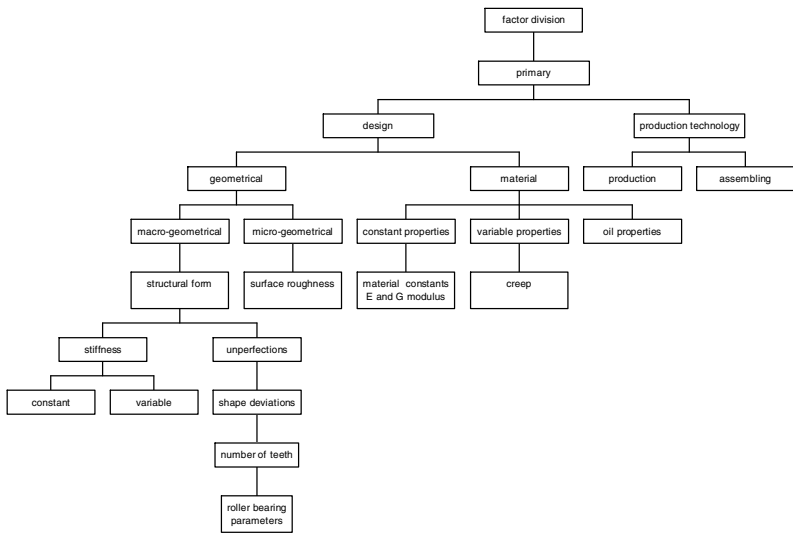 factor division
primary
design
production technology
geometrical
material
production
assembling
macro-geometrical
micro-geometrical
constant properties
variable properties
oil properties
structural form
surface roughness
material constants
E and G modulus
creep
stiffness
unperfections
constant
variable
shape deviations
number of teeth
roller bearing
parameters